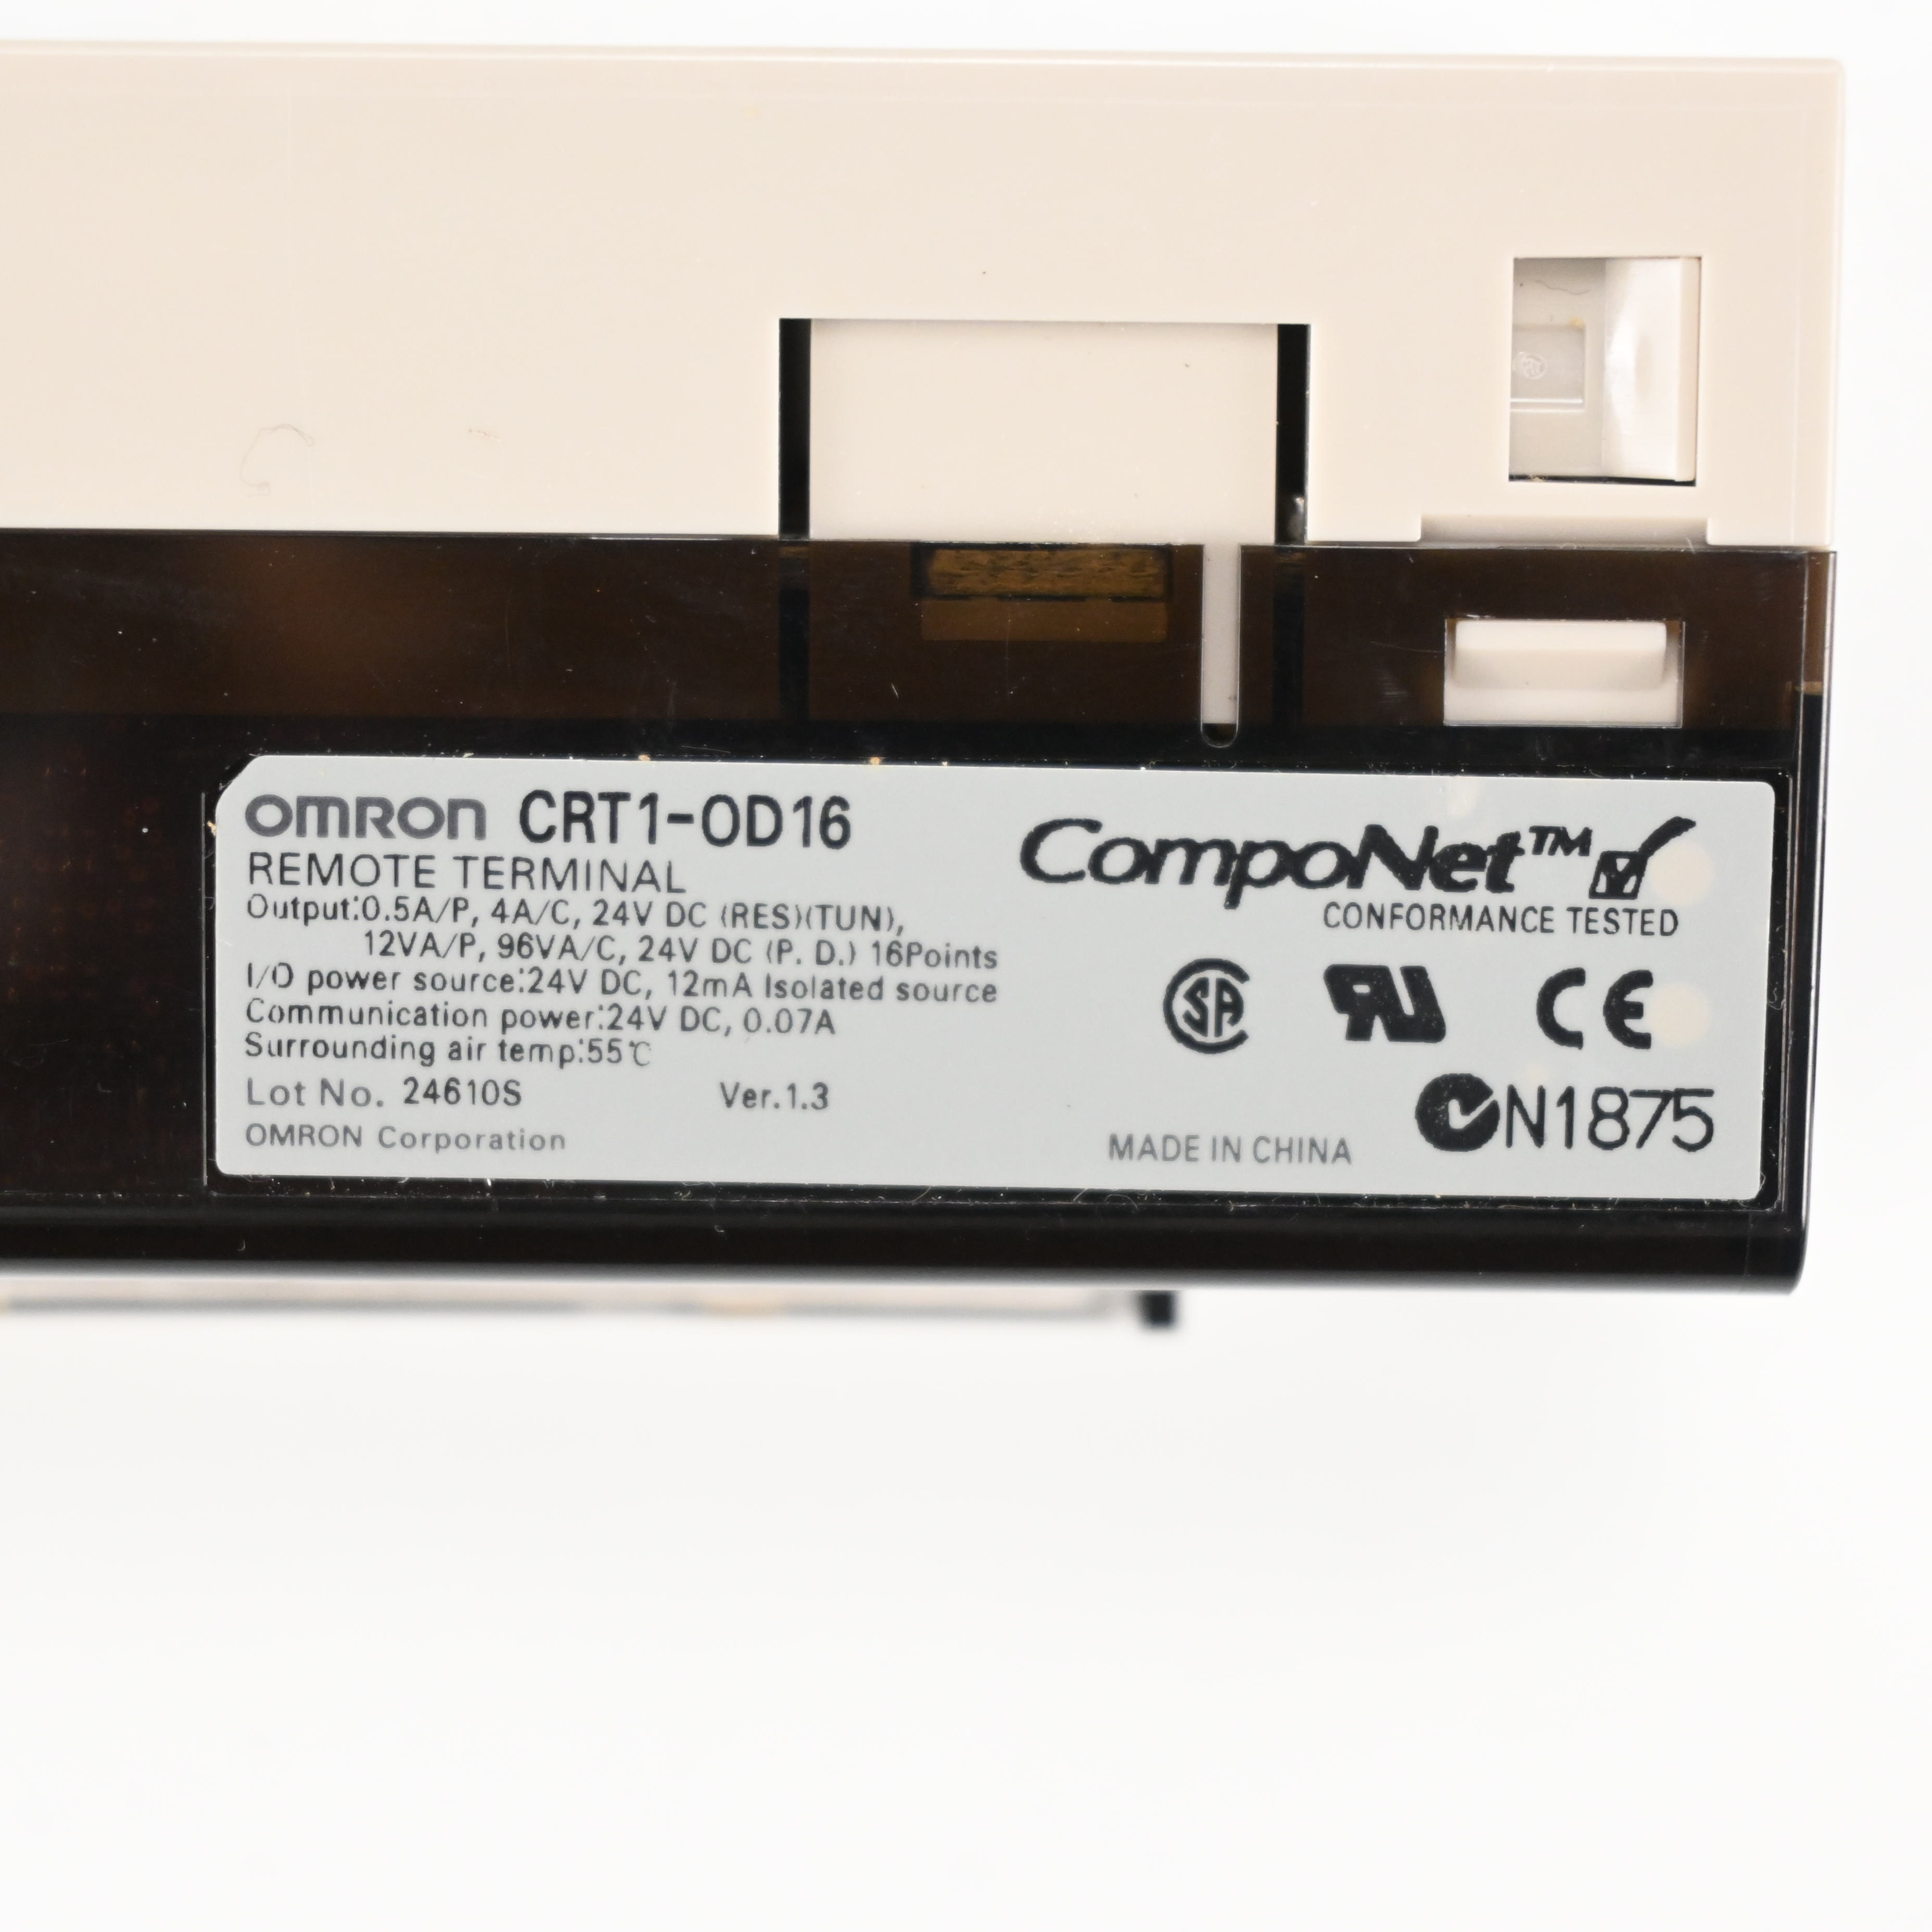 OMRON CRT1-OD16
REMOTE TERMINAL
Output:0.5A/P, 4A/C, 24V DC (RES)(TUN),
12VA/P, 96VA/C, 24V DC (P. D.) 16Points
I/O power source:24V DC, 12mA Isolated source
Communication power:24V DC, 0.07A
Surrounding air temp:55℃
Lot No. 24610S Ver.1.3
OMRON Corporation
CompoNet™
CONFORMANCE TESTED
SA RU CE
N1875
MADE IN CHINA